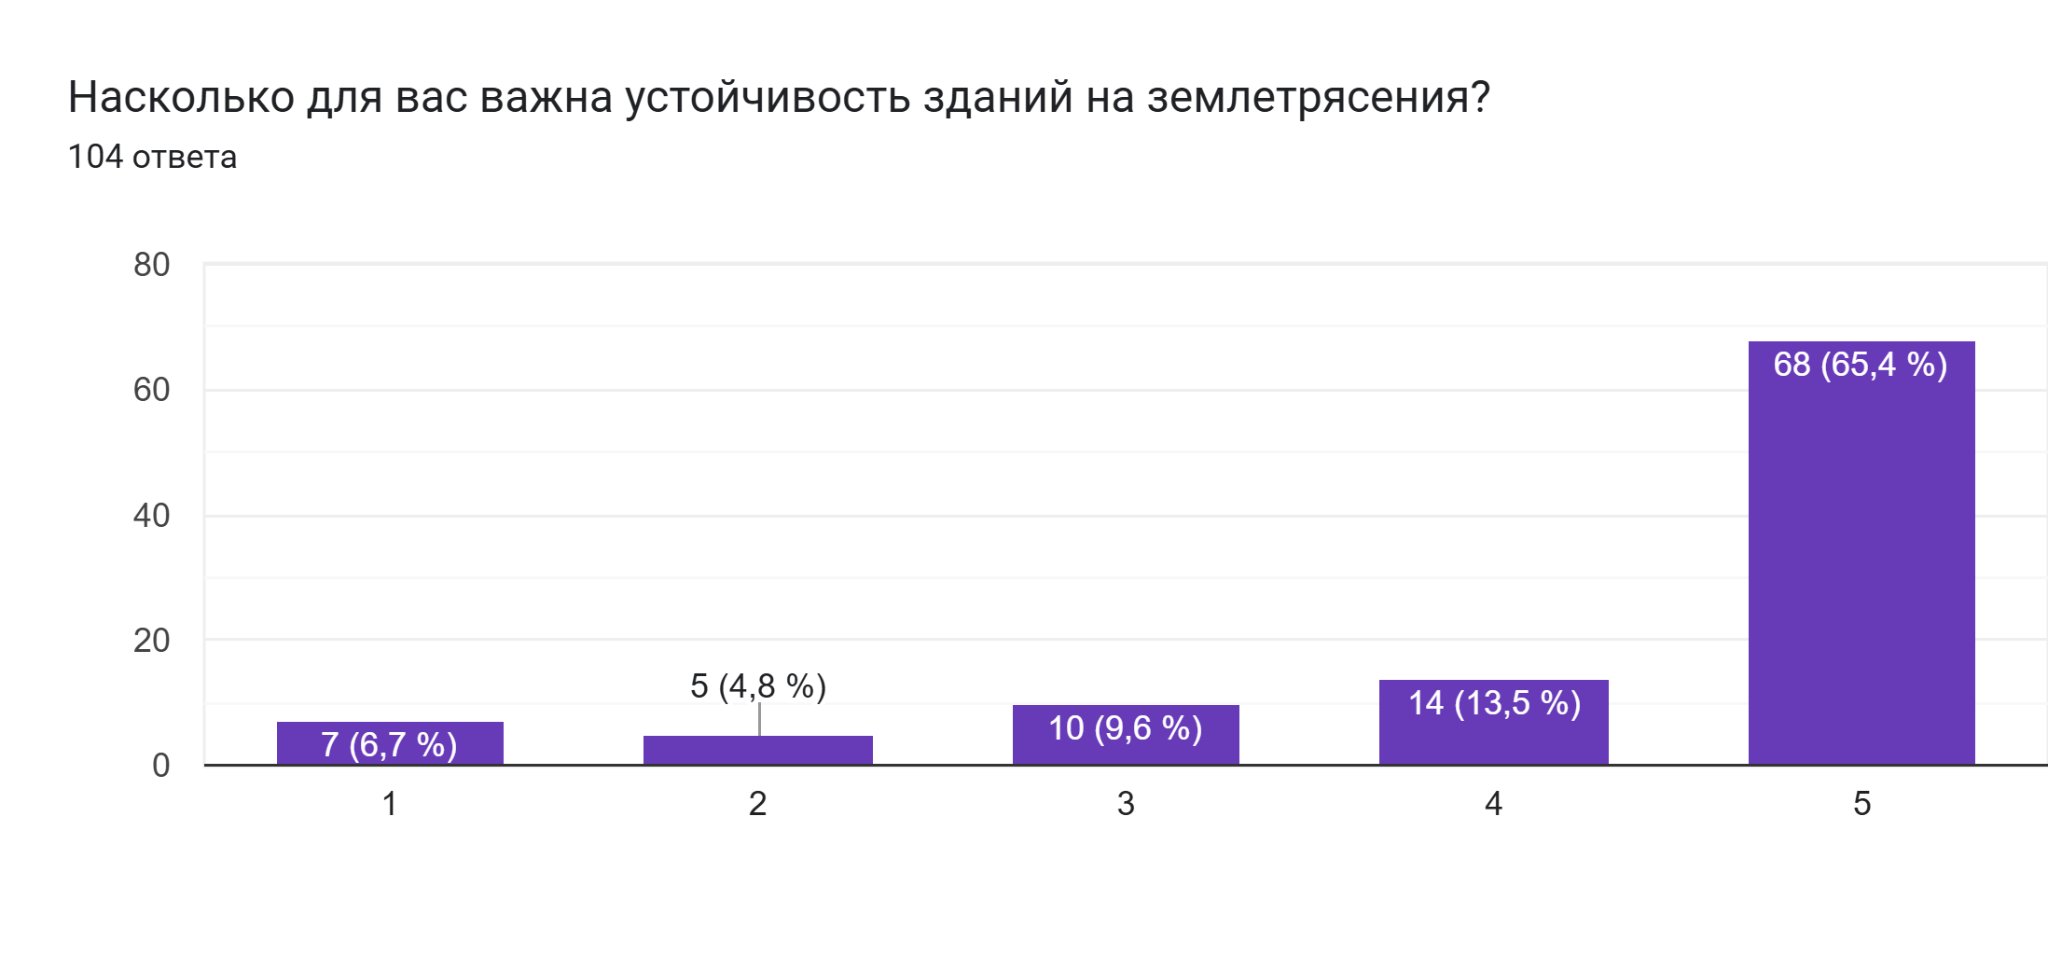 Насколько для вас важна устойчивость зданий на землетрясения?
104 ответа
80
60
40
20
0
7 (6,7 %)
5 (4,8 %)
10 (9,6 %)
14 (13,5 %)
68 (65,4 %)
1
2
3
4
5